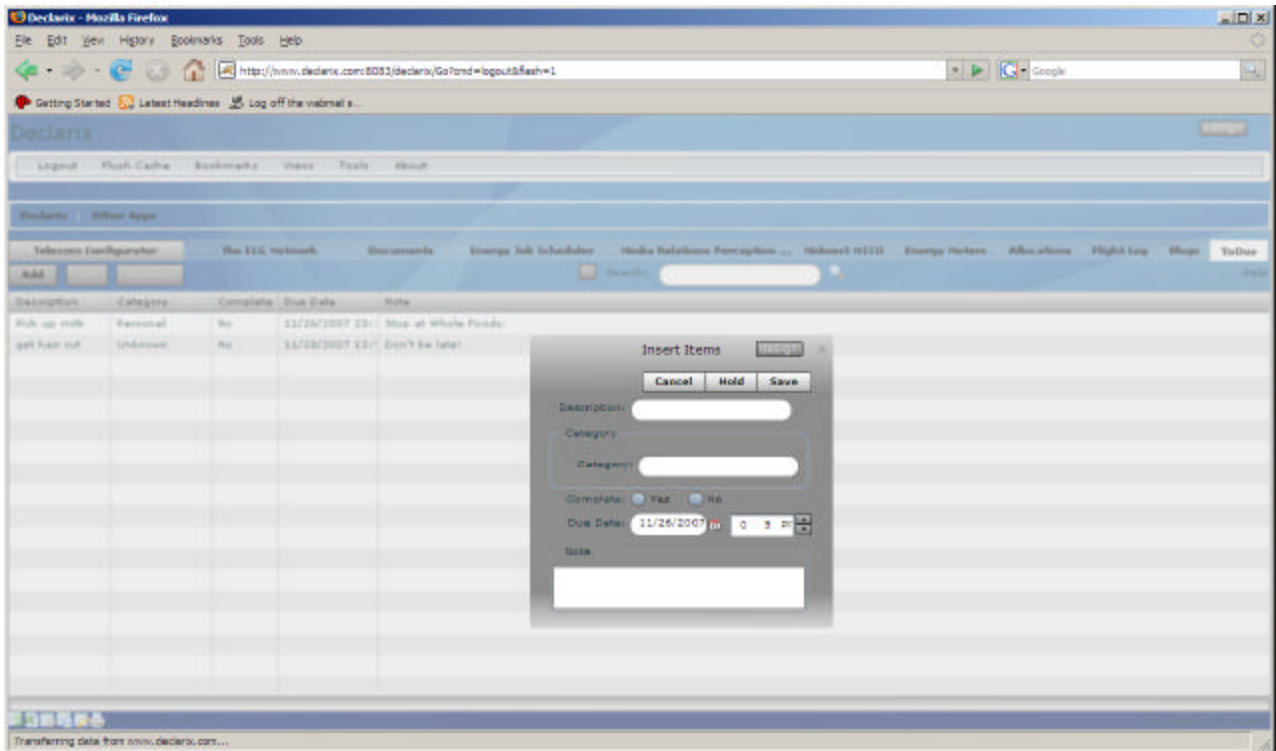 Declarix - Mozilla Firefox
File Edit View History Bookmarks Tools Help
http://www.declarix.com:8083/declarix/Go?cmd=logout&flash=1
Google
Getting Started Latest Headlines Log off the webmail s...
Declarix
Logout Flush Cache Bookmarks Views Tools About
Declarix Other Apps
Telecom Configurator The ELG Network Documents Energy Job Scheduler Media Relations Perception ... Midwest MISO Energy Meters Allocations Flight Log Blogs ToDos
Add Search: Help
Description Category Complete Due Date Note
Pick up milk Personal No 11/26/2007 Stop at Whole Foods
get hair cut Unknown No 11/28/2007 Don't be late!
Insert Items
Cancel Hold Save
Description:
Category
Category:
Complete: Yes No
Due Date: 11/26/2007 0 3
Note
Transferring data from www.declarix.com...